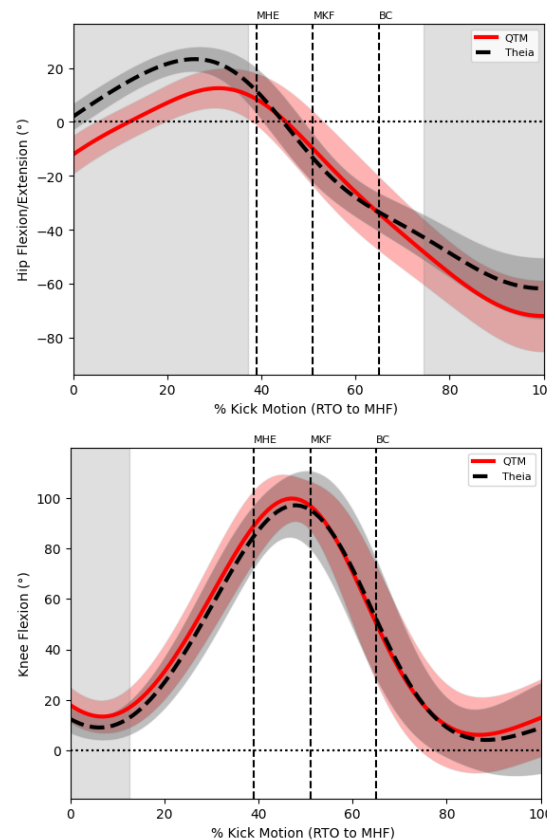 MHE MKF BC
QTM
Theia
20
0
−20
−40
−60
−80
Hip Flexion/Extension (°)
0 20 40 60 80 100
% Kick Motion (RTO to MHF)
MHE MKF BC
QTM
Theia
100
80
60
40
20
0
Knee Flexion (°)
0 20 40 60 80 100
% Kick Motion (RTO to MHF)